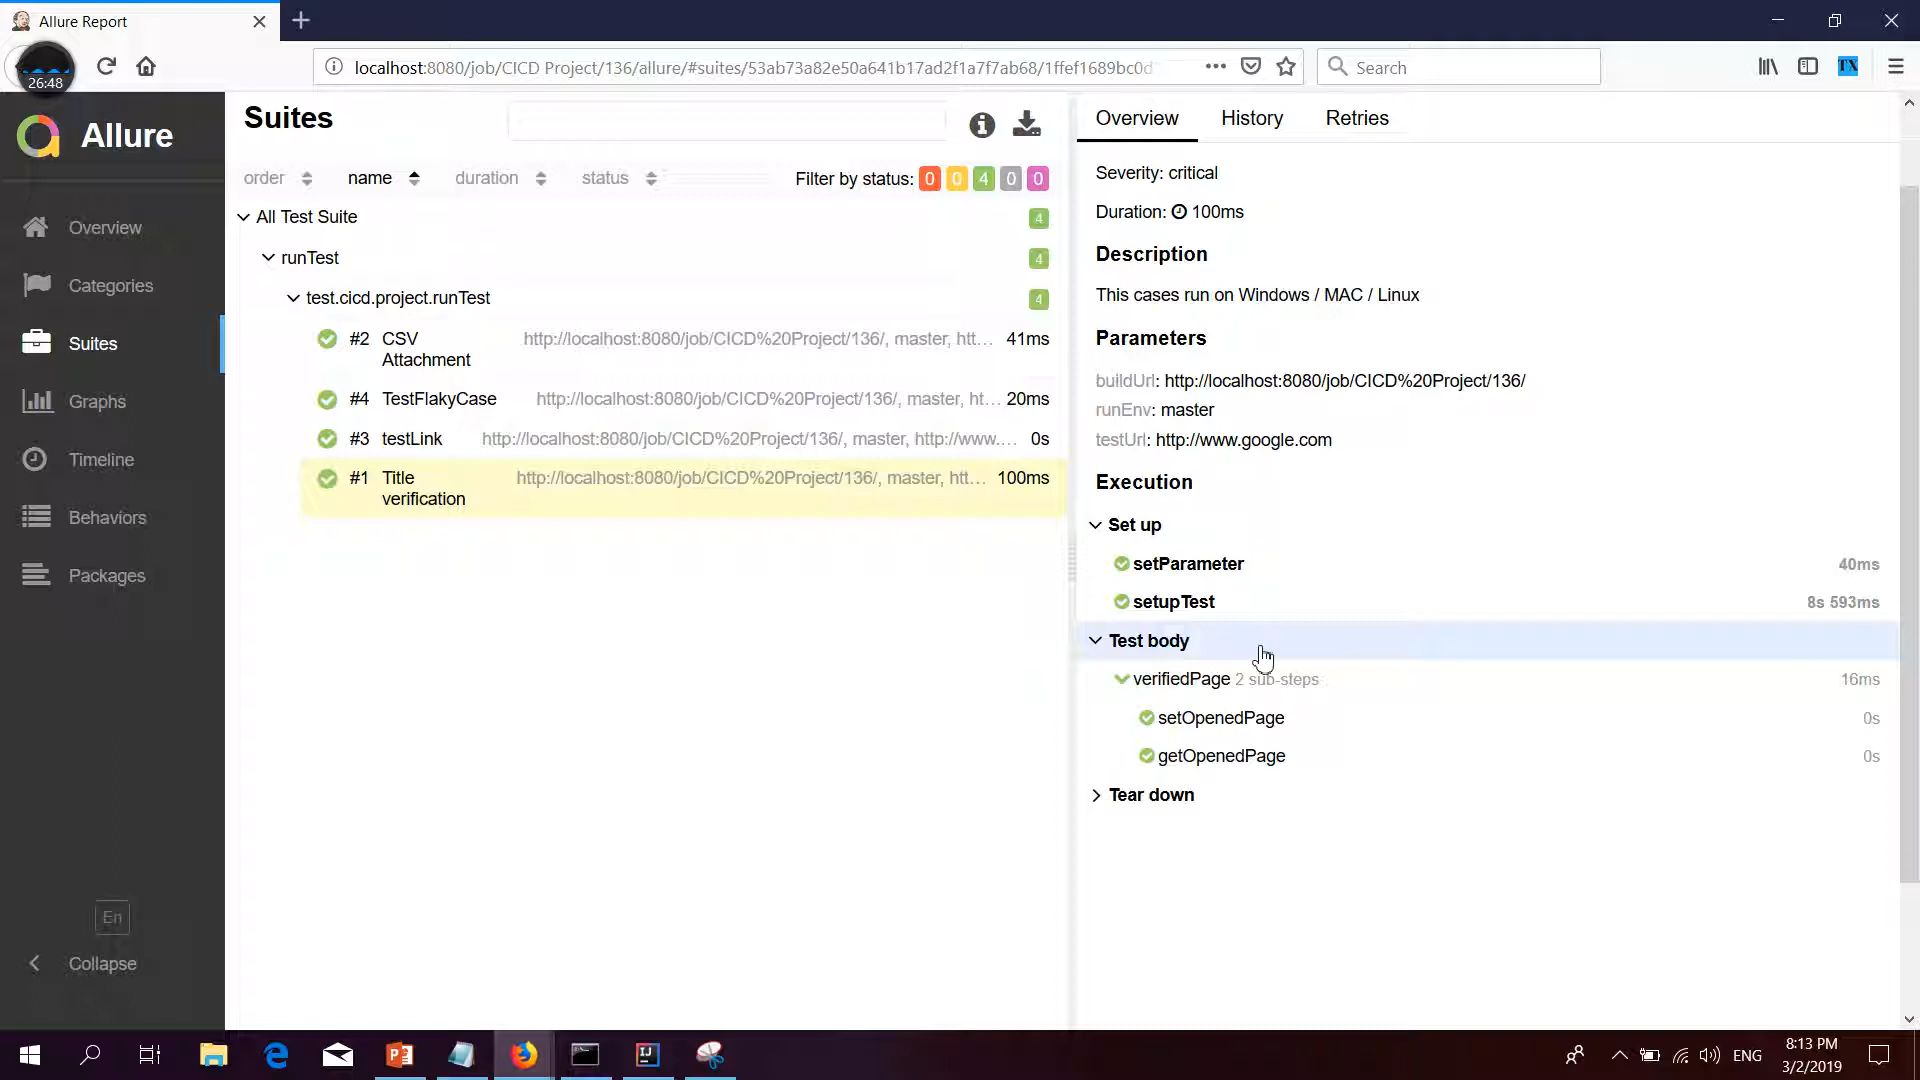 Allure Report
26:48
localhost:8080/job/CICD Project/136/allure/#suites/53ab73a82e50a641b17ad2f1a7f7ab68/1ffef1689bc0d
Search
TX
Allure
Overview
Categories
Suites
Graphs
Timeline
Behaviors
Packages
En
Collapse
Suites
order name duration status Filter by status: 0 0 4 0 0
All Test Suite 4
runTest 4
test.cicd.project.runTest 4
#2 CSV Attachment http://localhost:8080/job/CICD%20Project/136/, master, htt... 41ms
#4 TestFlakyCase http://localhost:8080/job/CICD%20Project/136/, master, ht... 20ms
#3 testLink http://localhost:8080/job/CICD%20Project/136/, master, http://www.... 0s
#1 Title verification http://localhost:8080/job/CICD%20Project/136/, master, htt... 100ms
Overview History Retries
Severity: critical
Duration: 100ms
Description
This cases run on Windows / MAC / Linux
Parameters
buildUrl: http://localhost:8080/job/CICD%20Project/136/
runEnv: master
testUrl: http://www.google.com
Execution
Set up
setParameter 40ms
setupTest 8s 593ms
Test body
verifiedPage 2 sub-steps 16ms
setOpenedPage 0s
getOpenedPage 0s
Tear down
ENG
8:13 PM
3/2/2019